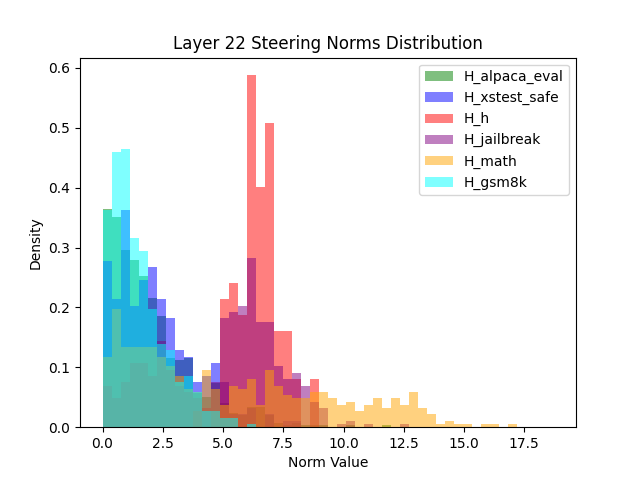 Layer 22 Steering Norms Distribution
H_alpaca_eval
H_xstest_safe
H_h
H_jailbreak
H_math
H_gsm8k
Density
0.6
0.5
0.4
0.3
0.2
0.1
0.0
0.0 2.5 5.0 7.5 10.0 12.5 15.0 17.5
Norm Value